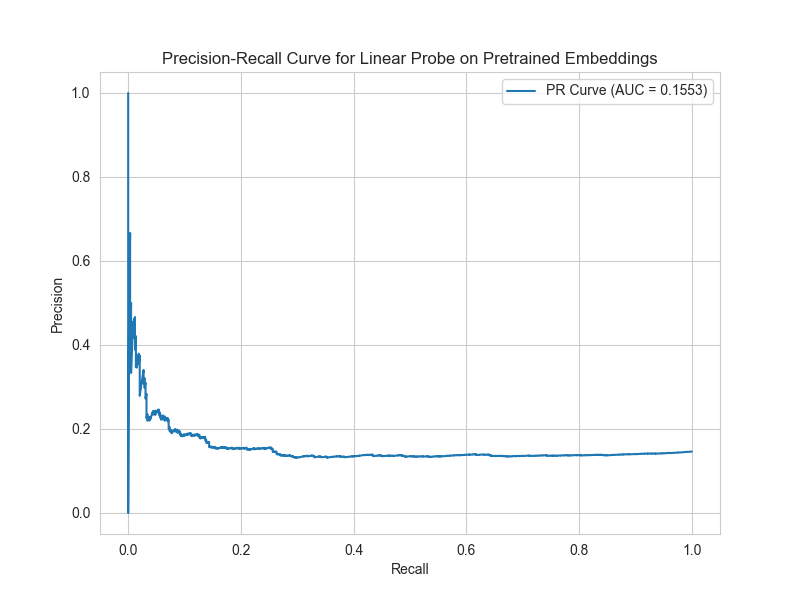 Precision-Recall Curve for Linear Probe on Pretrained Embeddings
PR Curve (AUC = 0.1553)
1.0
0.8
0.6
0.4
0.2
0.0
Precision
0.0 0.2 0.4 0.6 0.8 1.0
Recall